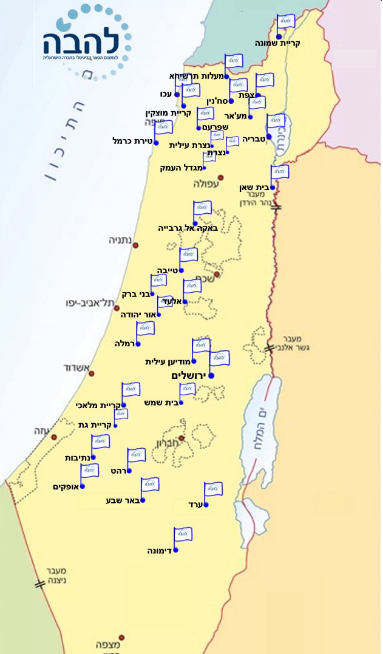 להבה
ם התיכון
קריית שמונה
מעלות תרשיחא
עכו
צפת
סח'נין
קריית מוצקין
מע'אר
חיפה
שפרעם
כינרת
טבריה
טירת כרמל
נצרת עילית
נצרת
מגדל העמק
עפולה
בית שאן
מעבר
נהר הירדן
באקה אל גרבייה
נתניה
טייבה
שכם
בני ברק
אלעד
תל־אביב-יפו
אור יהודה
רמלה
מעבר
גשר אלנבי
מודיעין עילית
אשדוד
ירושלים
בית שמש
קריית מלאכי
קריית גת
ים המלח
עזה
חברון
נתיבות
רהט
אופקים
באר שבע
ערד
דימונה
מעבר
ניצנה
מצפה